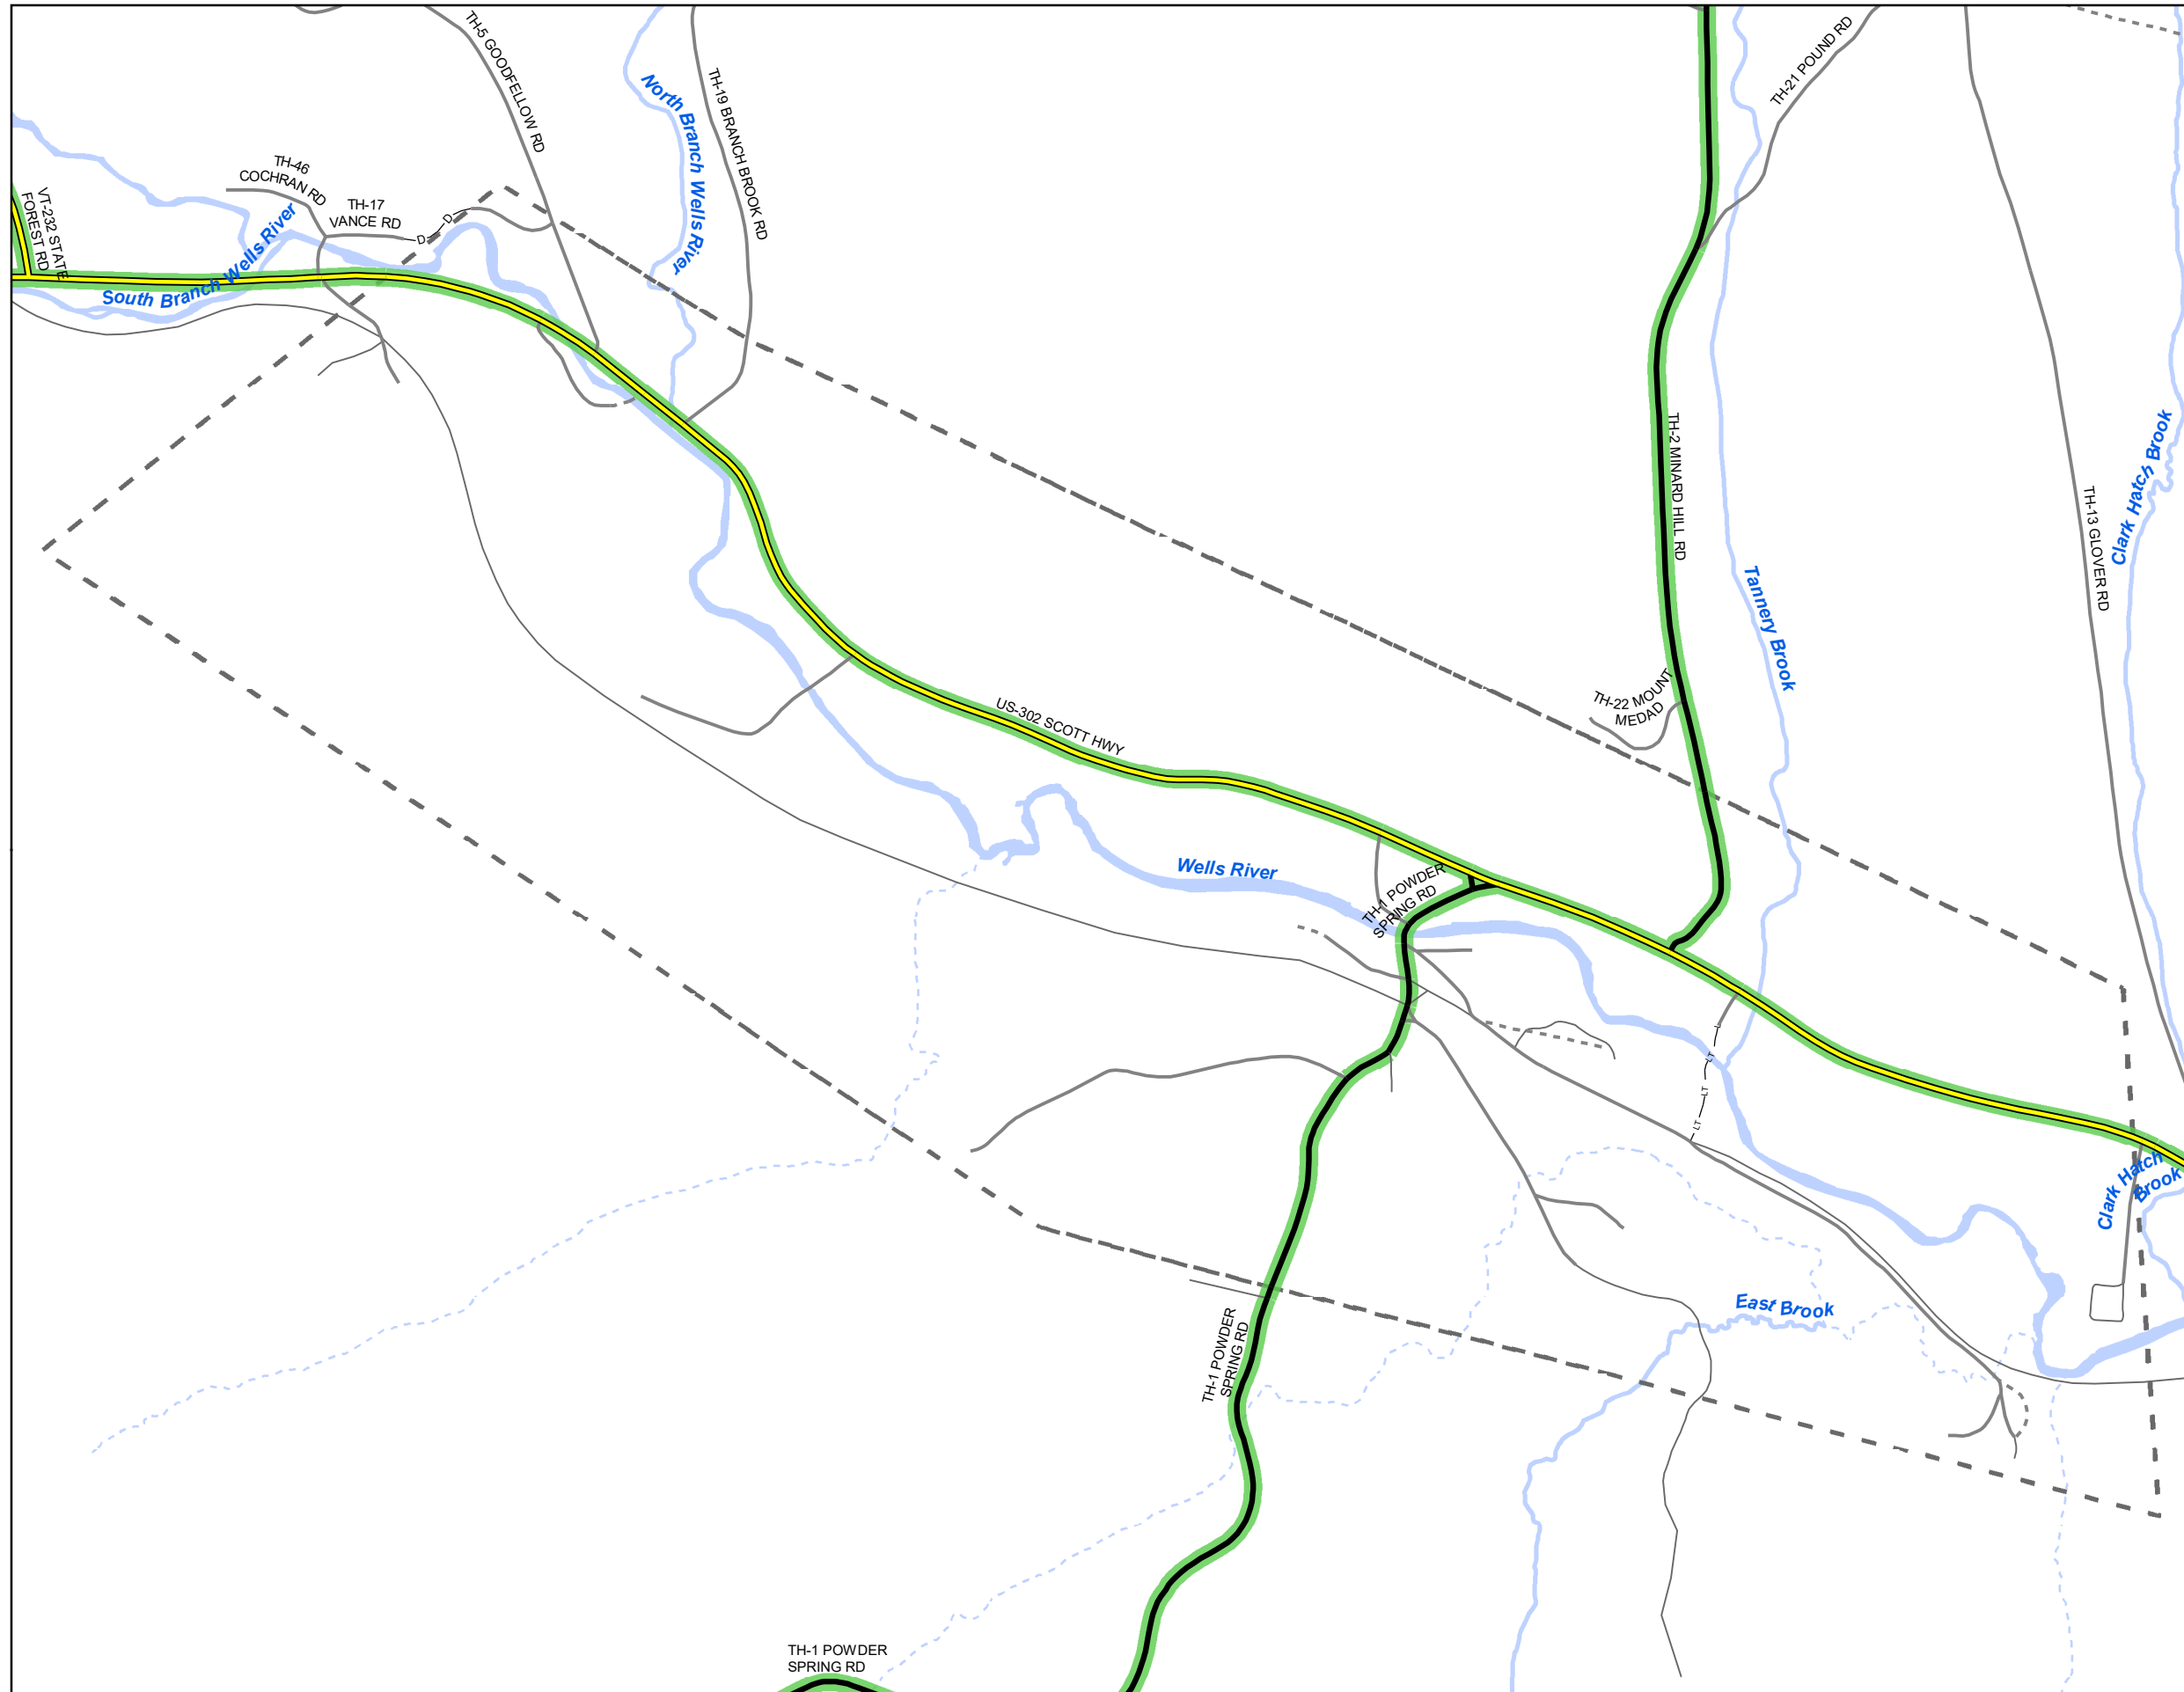 TH-5 GOODFELLOW RD
North Branch Wells River
TH-19 BRANCH BROOK RD
TH-21 POUND RD
TH-46
COCHRAN RD
TH-17
VANCE RD
VT-232 STATE
FOREST RD
South Branch Wells River
D
D
TH-2 MINARD HILL RD
Clark Hatch Brook
TH-13 GLOVER RD
Tannery Brook
TH-22 MOUNT
MEDAD
US-302 SCOTT HWY
Wells River
TH-1 POWDER
SPRING RD
LT
LT
LT
Clark Hatch
Brook
East Brook
TH-1 POWDER
SPRING RD
TH-1 POWDER
SPRING RD